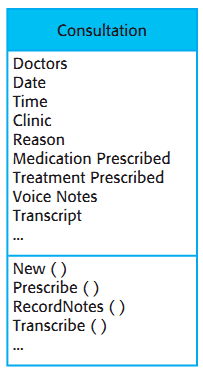 Consultation
Doctors
Date
Time
Clinic
Reason
Medication Prescribed
Treatment Prescribed
Voice Notes
Transcript
...
New ( )
Prescribe ( )
RecordNotes ( )
Transcribe ( )
...